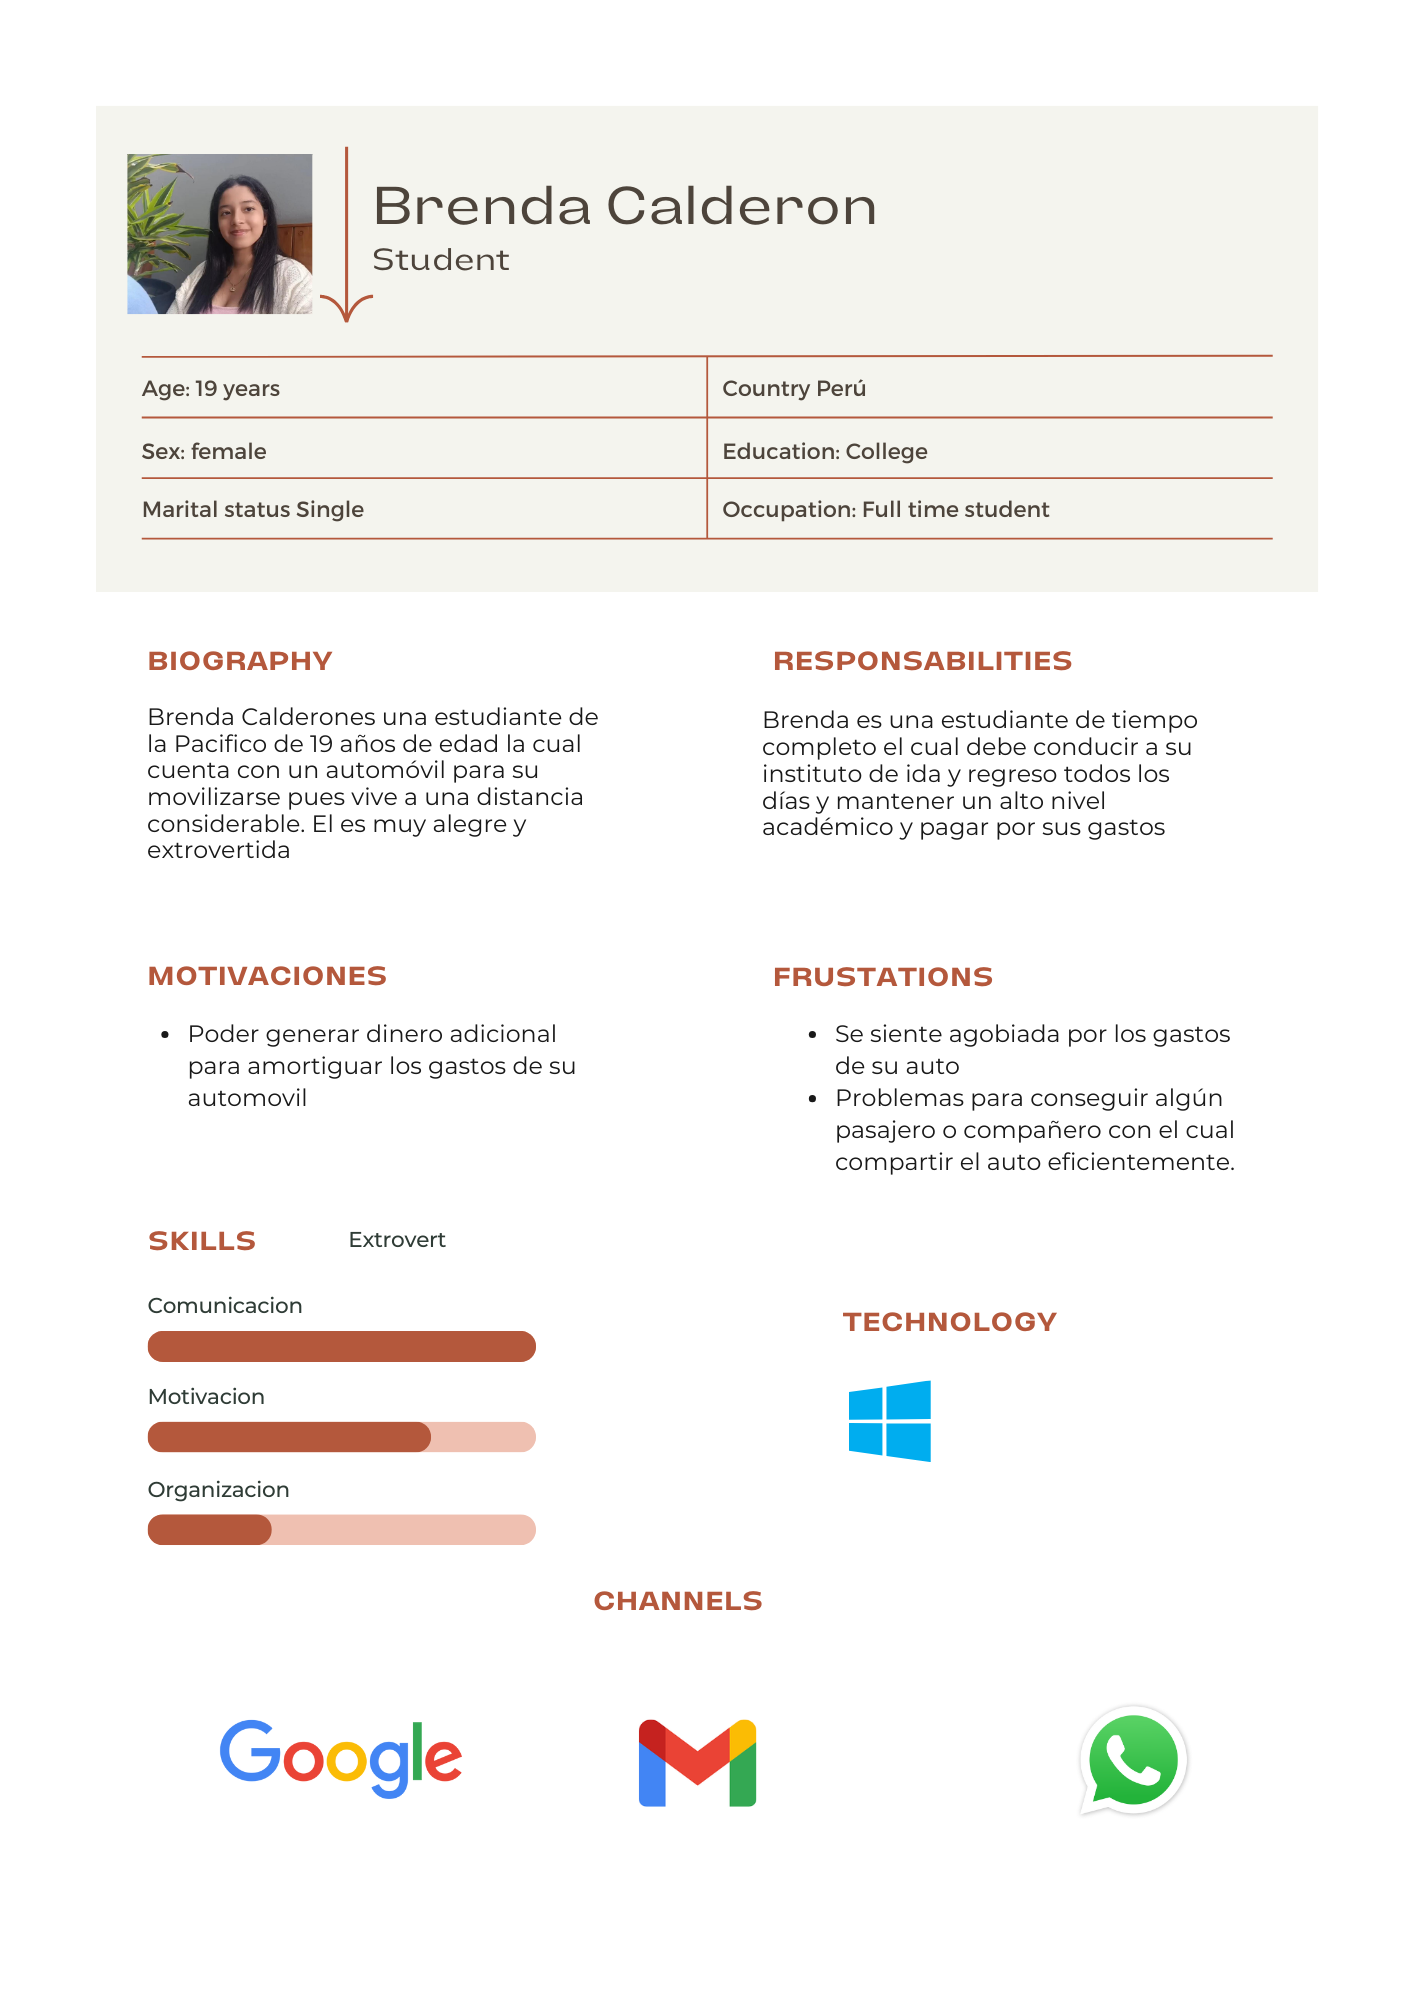 Brenda Calderon
Student
Age: 19 years
Country Perú
Sex: female
Education: College
Marital status Single
Occupation: Full time student
BIOGRAPHY
Brenda Calderones una estudiante de
la Pacifico de 19 años de edad la cual
cuenta con un automóvil para su
movilizarse pues vive a una distancia
considerable. El es muy alegre y
extrovertida
RESPONSABILITIES
Brenda es una estudiante de tiempo
completo el cual debe conducir a su
instituto de ida y regreso todos los
días y mantener un alto nivel
académico y pagar por sus gastos
MOTIVACIONES
• Poder generar dinero adicional
para amortiguar los gastos de su
automovil
FRUSTATIONS
• Se siente agobiada por los gastos
de su auto
• Problemas para conseguir algún
pasajero o compañero con el cual
compartir el auto eficientemente.
SKILLS
Extrovert
Comunicacion
Motivacion
Organizacion
TECHNOLOGY
CHANNELS
Google